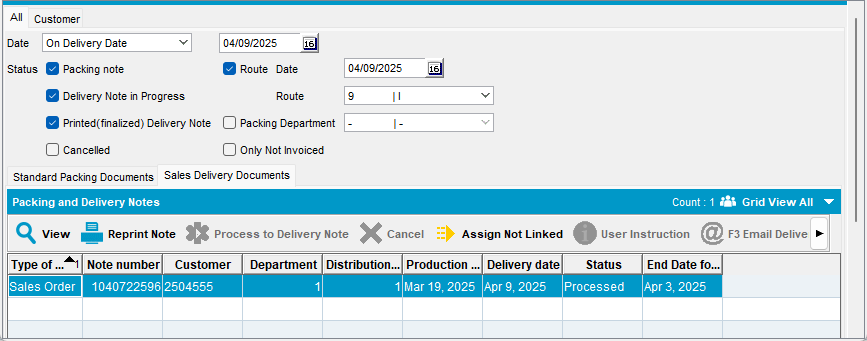 All Customer
Date On Delivery Date 04/09/2025 16
Status Packing note Route Date 04/09/2025 16
Delivery Note in Progress Route 9 | I
Printed(finalized) Delivery Note Packing Department - | -
Cancelled Only Not Invoiced
Standard Packing Documents Sales Delivery Documents
Packing and Delivery Notes Count : 1 Grid View All
View Reprint Note Process to Delivery Note Cancel Assign Not Linked User Instruction F3 Email Delive
Type of ... 1 Note number Customer Department Distribution... Production ... Delivery date Status End Date fo...
Sales Order 1040722596 2504555 1 1 Mar 19, 2025 Apr 9, 2025 Processed Apr 3, 2025